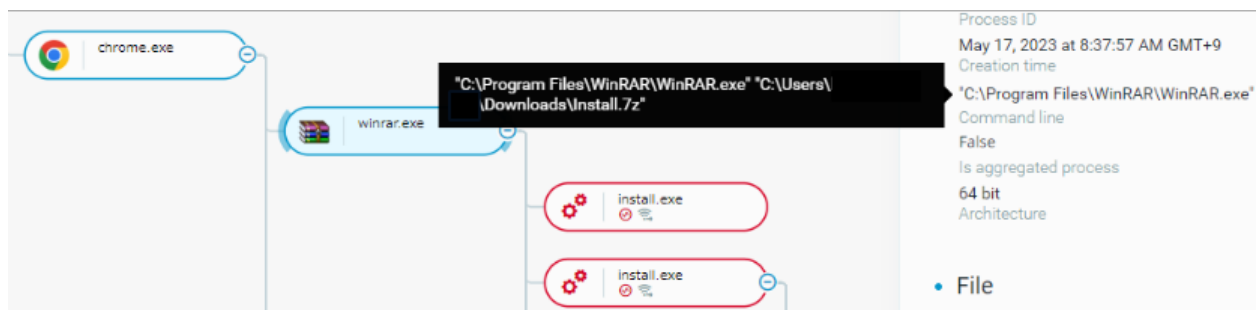 chrome.exe
"C:\Program Files\WinRAR\WinRAR.exe" "C:\Users\
\Downloads\Install.7z"
winrar.exe
install.exe
install.exe
Process ID
May 17, 2023 at 8:37:57 AM GMT+9
Creation time
"C:\Program Files\WinRAR\WinRAR.exe"
Command line
False
Is aggregated process
64 bit
Architecture
File